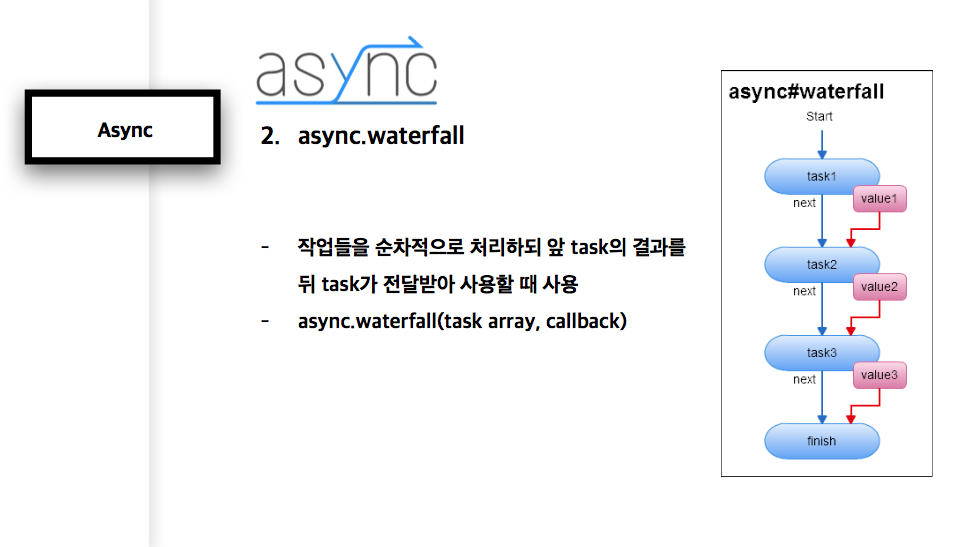 async
Async
2. async.waterfall
- 작업들을 순차적으로 처리하되 앞 task의 결과를
뒤 task가 전달받아 사용할 때 사용
- async.waterfall(task array, callback)
async#waterfall
Start
task1
value1
next
task2
value2
next
task3
value3
next
finish